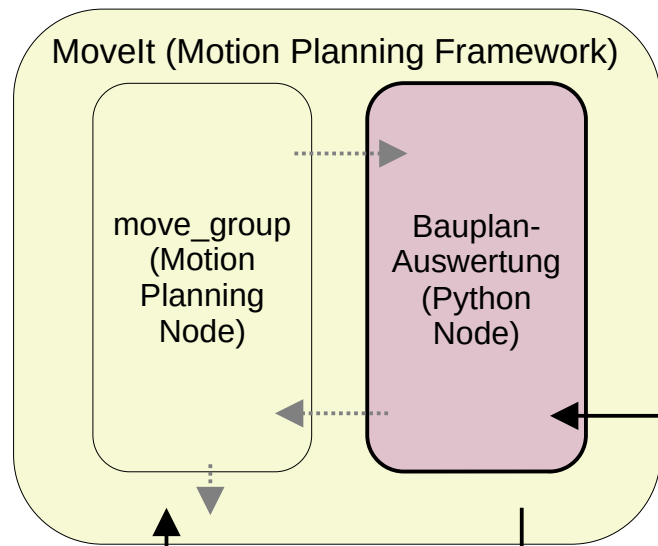 MoveIt (Motion Planning Framework)
move_group
(Motion
Planning
Node)
Bauplan-
Auswertung
(Python
Node)